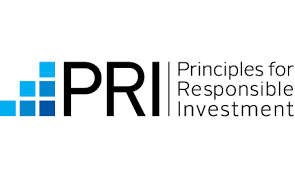 PRI
Principles for
Responsible
Investment